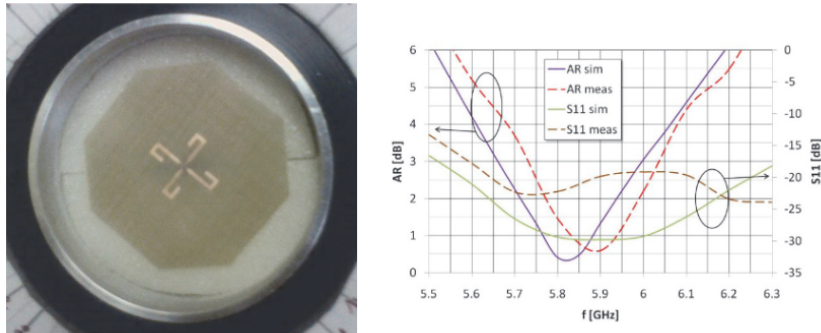 AR sim
AR meas
S11 sim
S11 meas
6
5
4
3
2
1
0
AR [dB]
0
-5
-10
-15
-20
-25
-30
-35
S11 [dB]
5.5 5.6 5.7 5.8 5.9 6 6.1 6.2 6.3
f [GHz]